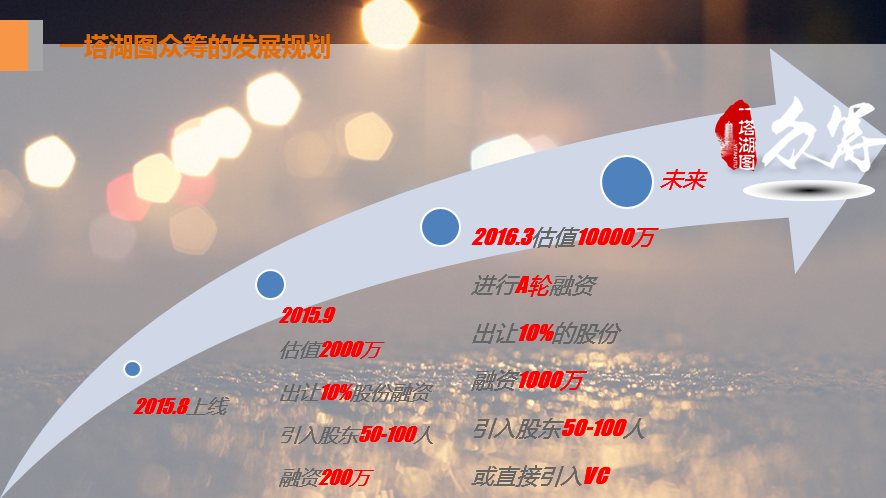 一塔湖图众筹的发展规划
一塔湖图
众筹
未来
2016.3估值10000万
进行A轮融资
出让10%的股份
融资1000万
引入股东50-100人
或直接引入VC
2015.9
估值2000万
出让10%股份融资
引入股东50-100人
融资200万
2015.8上线